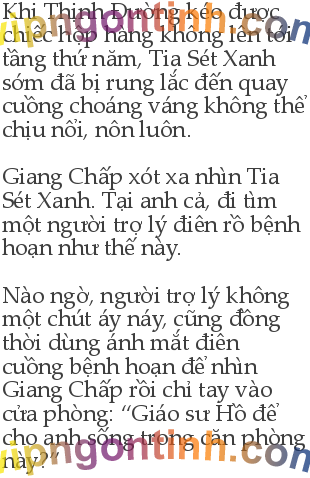 Khi Thịnh Đường kéo được
chiếc hộp hàng không lên tới
tầng thứ năm, Tia Sét Xanh
sớm đã bị rung lắc đến quay
cuồng choáng váng không thể
chịu nổi, nôn luôn.

Giang Chấp xót xa nhìn Tia
Sét Xanh. Tại anh cả, đi tìm
một người trợ lý điên rồ bệnh
hoạn như thế này.

Nào ngờ, người trợ lý không
một chút áy náy, cũng đồng
thời dùng ánh mắt điên
cuồng bệnh hoạn để nhìn
Giang Chấp rồi chỉ tay vào
cửa phòng: “Giáo sư Hồ để
cho anh sống trong căn phòng
này?”
vipngontinh.com
vipngontinh.com